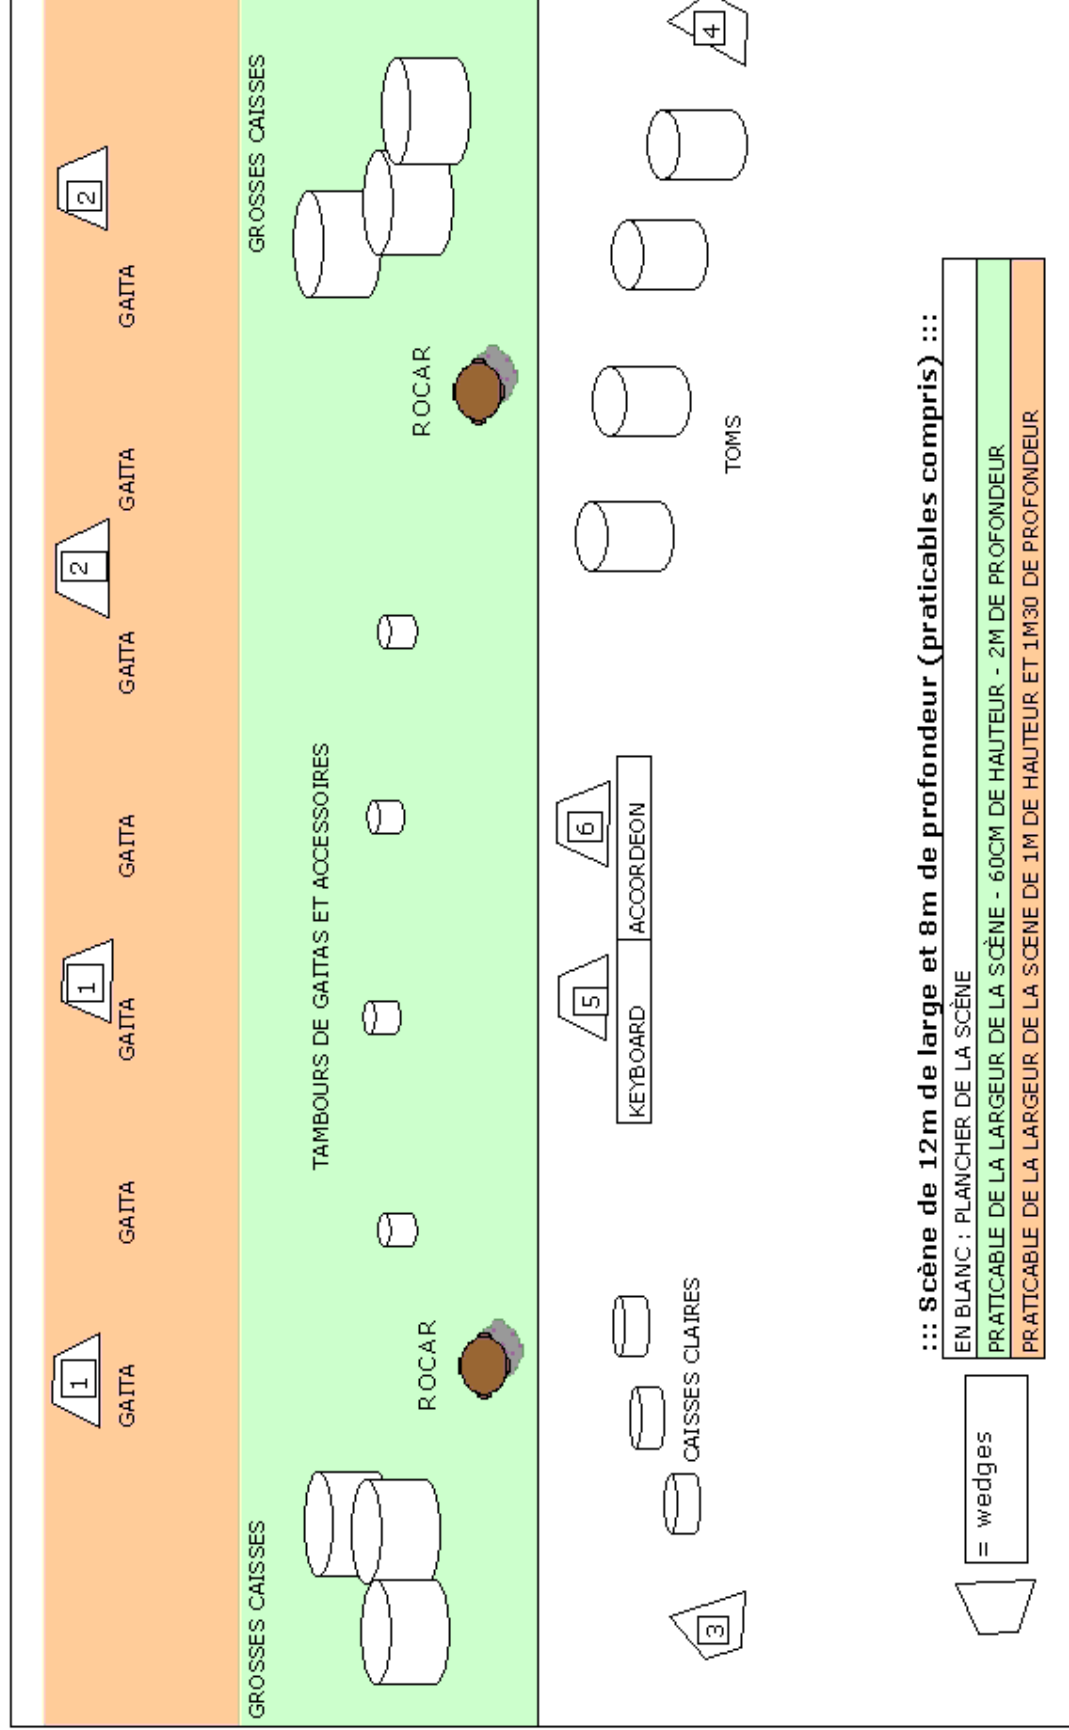 1
1
2
2
GAITA
GAITA
GAITA
GAITA
GAITA
GAITA
GAITA
GROSSES CAISSES
GROSSES CAISSES
TAMBOURS DE GAITAS ET ACCESSOIRES
ROCAR
ROCAR
5
6
KEYBOARD
ACCORDEON
CAISSES CLAIRES
3
4
TOMS
::: Scène de 12m de large et 8m de profondeur (praticables compris) :::
EN BLANC : PLANCHER DE LA SCÈNE
PRATICABLE DE LA LARGEUR DE LA SCÈNE - 60CM DE HAUTEUR - 2M DE PROFONDEUR
PRATICABLE DE LA LARGEUR DE LA SCENE DE 1M DE HAUTEUR ET 1M30 DE PROFONDEUR
= wedges